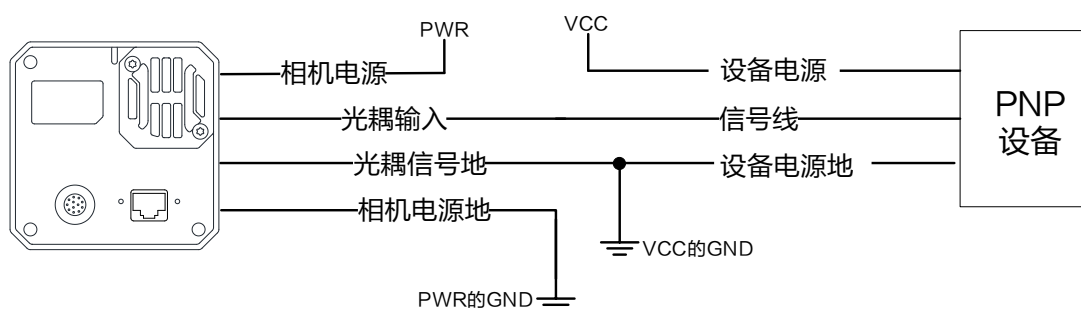 PWR
VCC
相机电源
设备电源
光耦输入
信号线
PNP
设备
光耦信号地
设备电源地
相机电源地
VCC的GND
PWR的GND